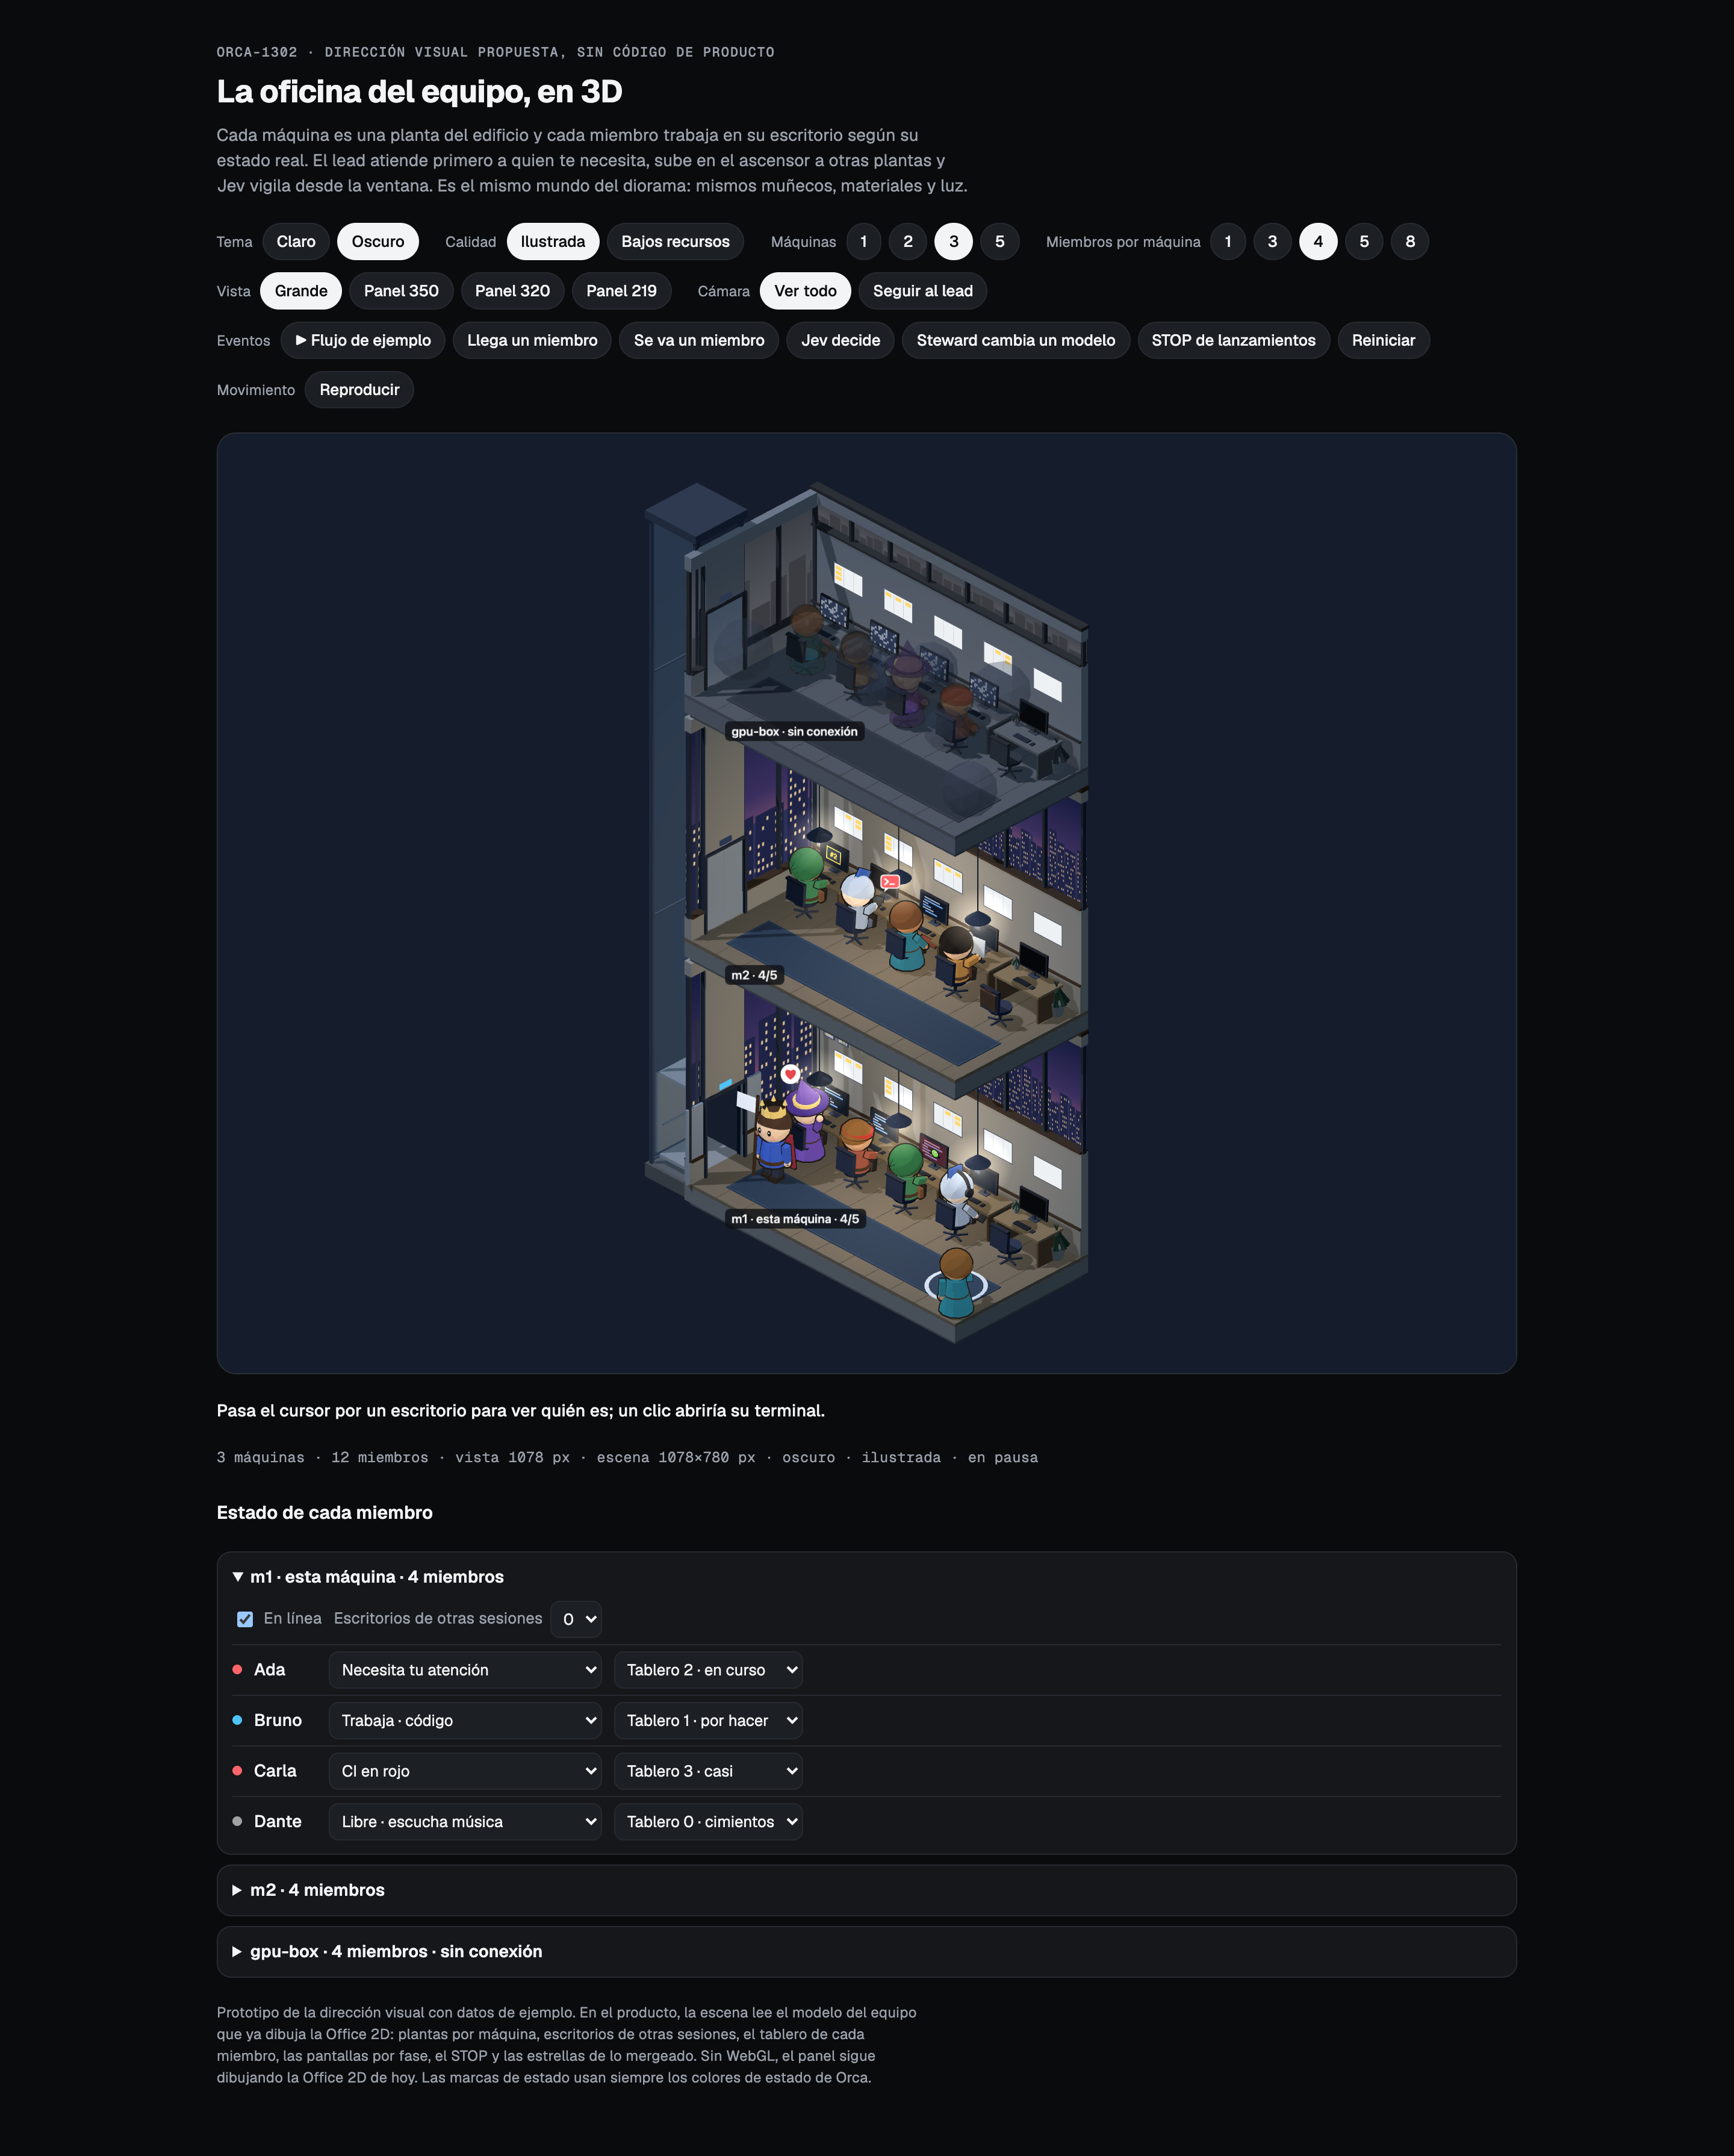 ORCA-1302 · DIRECCIÓN VISUAL PROPUESTA, SIN CÓDIGO DE PRODUCTO
La oficina del equipo, en 3D
Cada máquina es una planta del edificio y cada miembro trabaja en su escritorio según su
estado real. El lead atiende primero a quien te necesita, sube en el ascensor a otras plantas y
Jev vigila desde la ventana. Es el mismo mundo del diorama: mismos muñecos, materiales y luz.
Tema Claro Oscuro Calidad Ilustrada Bajos recursos Máquinas 1 2 3 5 Miembros por máquina 1 3 4 5 8
Vista Grande Panel 350 Panel 320 Panel 219 Cámara Ver todo Seguir al lead
Eventos ▶ Flujo de ejemplo Llega un miembro Se va un miembro Jev decide Steward cambia un modelo STOP de lanzamientos Reiniciar
Movimiento Reproducir
gpu-box · sin conexión
#2
>_
m2 · 4/5
m1 · esta máquina · 4/5
Pasa el cursor por un escritorio para ver quién es; un clic abriría su terminal.
3 máquinas · 12 miembros · vista 1078 px · escena 1078×780 px · oscuro · ilustrada · en pausa
Estado de cada miembro
▼ m1 · esta máquina · 4 miembros
En línea Escritorios de otras sesiones 0
Ada Necesita tu atención Tablero 2 · en curso
Bruno Trabaja · código Tablero 1 · por hacer
Carla CI en rojo Tablero 3 · casi
Dante Libre · escucha música Tablero 0 · cimientos
▶ m2 · 4 miembros
▶ gpu-box · 4 miembros · sin conexión
Prototipo de la dirección visual con datos de ejemplo. En el producto, la escena lee el modelo del equipo
que ya dibuja la Office 2D: plantas por máquina, escritorios de otras sesiones, el tablero de cada
miembro, las pantallas por fase, el STOP y las estrellas de lo mergeado. Sin WebGL, el panel sigue
dibujando la Office 2D de hoy. Las marcas de estado usan siempre los colores de estado de Orca.